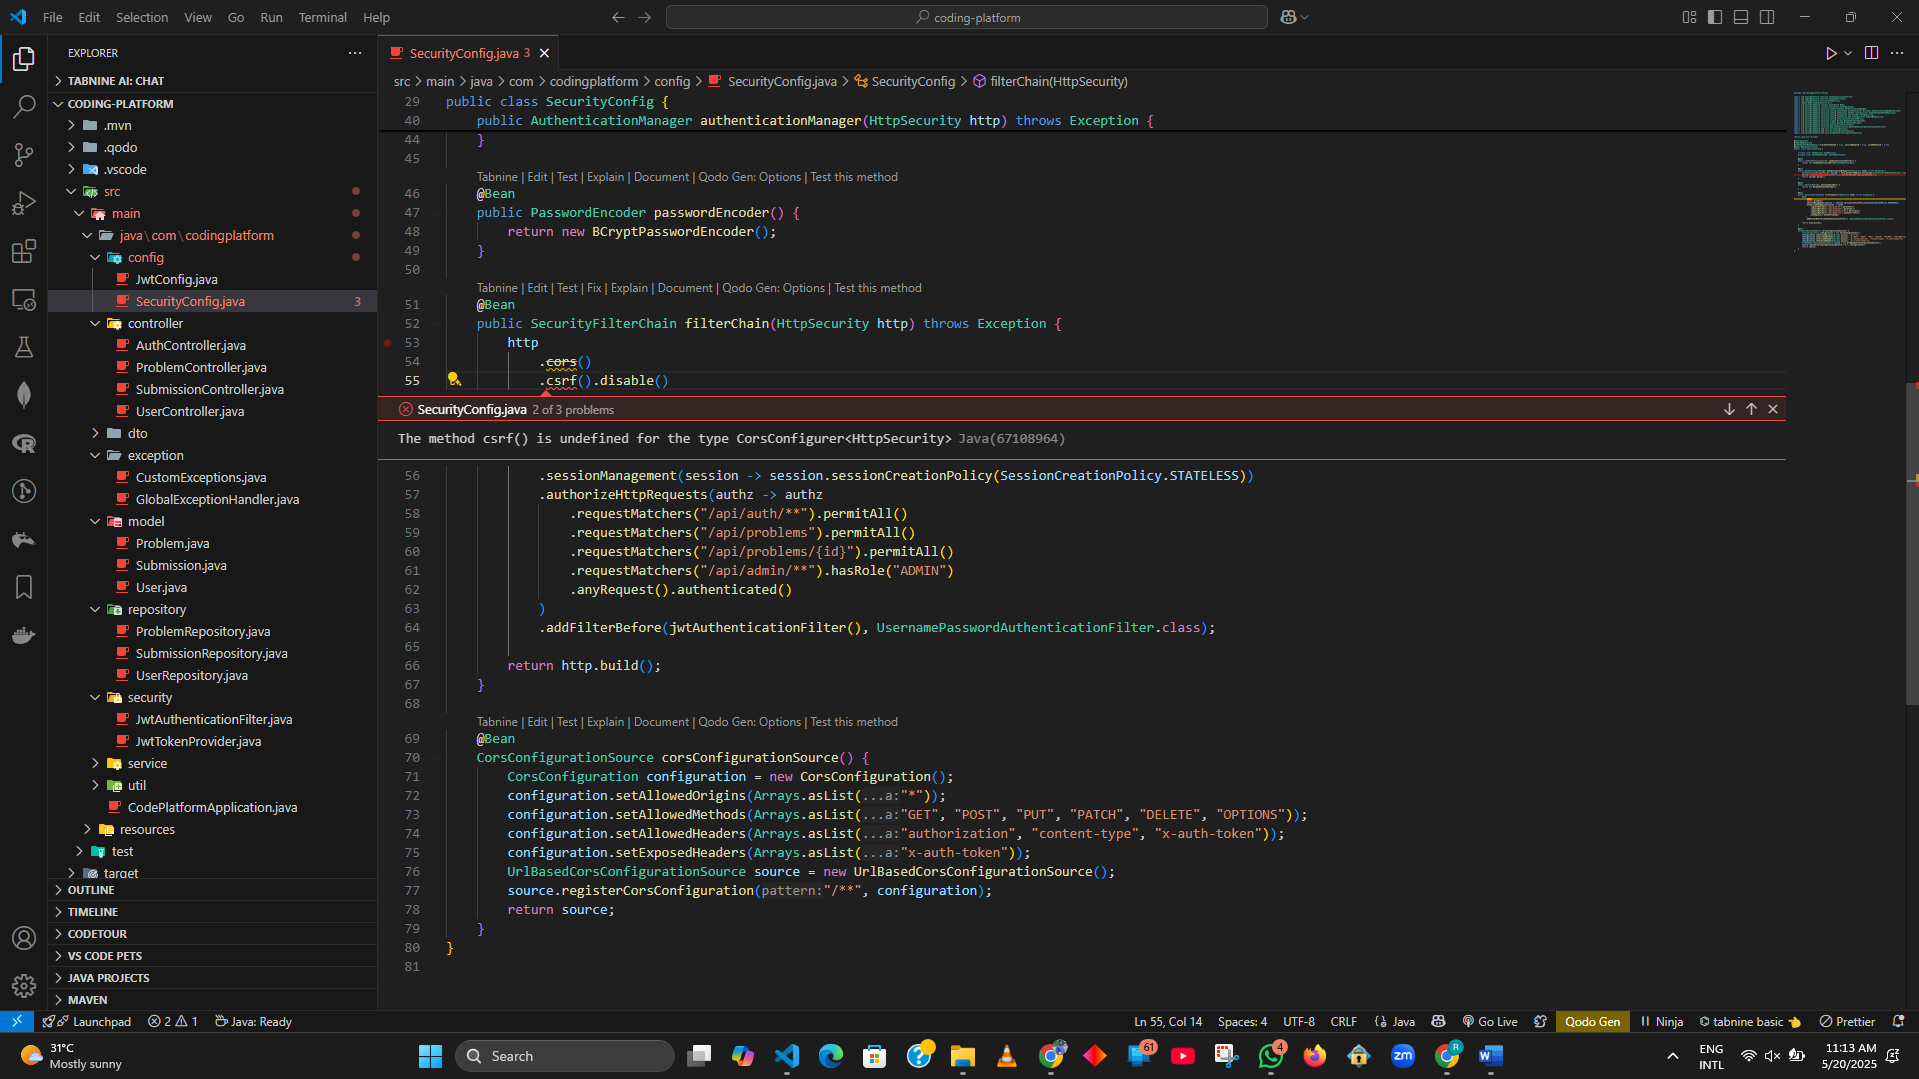 File Edit Selection View Go Run Terminal Help
coding-platform
EXPLORER
TABNINE AI: CHAT
CODING-PLATFORM
.mvn
.qodo
.vscode
src
main
java\com\codingplatform
config
JwtConfig.java
SecurityConfig.java 3
controller
AuthController.java
ProblemController.java
SubmissionController.java
UserController.java
dto
exception
CustomExceptions.java
GlobalExceptionHandler.java
model
Problem.java
Submission.java
User.java
repository
ProblemRepository.java
SubmissionRepository.java
UserRepository.java
security
JwtAuthenticationFilter.java
JwtTokenProvider.java
service
util
CodePlatformApplication.java
resources
test
target
OUTLINE
TIMELINE
CODETOUR
VS CODE PETS
JAVA PROJECTS
MAVEN
SecurityConfig.java 3
src > main > java > com > codingplatform > config > SecurityConfig.java > SecurityConfig > filterChain(HttpSecurity)
29 public class SecurityConfig {
40 public AuthenticationManager authenticationManager(HttpSecurity http) throws Exception {
44 }
45
Tabnine | Edit | Test | Explain | Document | Qodo Gen: Options | Test this method
46 @Bean
47 public PasswordEncoder passwordEncoder() {
48 return new BCryptPasswordEncoder();
49 }
50
Tabnine | Edit | Test | Fix | Explain | Document | Qodo Gen: Options | Test this method
51 @Bean
52 public SecurityFilterChain filterChain(HttpSecurity http) throws Exception {
53 http
54 .cors()
55 .csrf().disable()
SecurityConfig.java 2 of 3 problems
The method csrf() is undefined for the type CorsConfigurer<HttpSecurity> Java(67108964)
56 .sessionManagement(session -> session.sessionCreationPolicy(SessionCreationPolicy.STATELESS))
57 .authorizeHttpRequests(authz -> authz
58 .requestMatchers("/api/auth/**").permitAll()
59 .requestMatchers("/api/problems").permitAll()
60 .requestMatchers("/api/problems/{id}").permitAll()
61 .requestMatchers("/api/admin/**").hasRole("ADMIN")
62 .anyRequest().authenticated()
63 )
64 .addFilterBefore(jwtAuthenticationFilter(), UsernamePasswordAuthenticationFilter.class);
65
66 return http.build();
67 }
68
Tabnine | Edit | Test | Explain | Document | Qodo Gen: Options | Test this method
69 @Bean
70 CorsConfigurationSource corsConfigurationSource() {
71 CorsConfiguration configuration = new CorsConfiguration();
72 configuration.setAllowedOrigins(Arrays.asList(...a:"*"));
73 configuration.setAllowedMethods(Arrays.asList(...a:"GET", "POST", "PUT", "PATCH", "DELETE", "OPTIONS"));
74 configuration.setAllowedHeaders(Arrays.asList(...a:"authorization", "content-type", "x-auth-token"));
75 configuration.setExposedHeaders(Arrays.asList(...a:"x-auth-token"));
76 UrlBasedCorsConfigurationSource source = new UrlBasedCorsConfigurationSource();
77 source.registerCorsConfiguration(pattern:"/**", configuration);
78 return source;
79 }
80 }
81
Launchpad 2 1 Java: Ready
Ln 55, Col 14 Spaces: 4 UTF-8 CRLF {} Java Go Live Qodo Gen Ninja tabnine basic Prettier
31°C
Mostly sunny
Search
61
4
zm
R
ENG
INTL
11:13 AM
5/20/2025